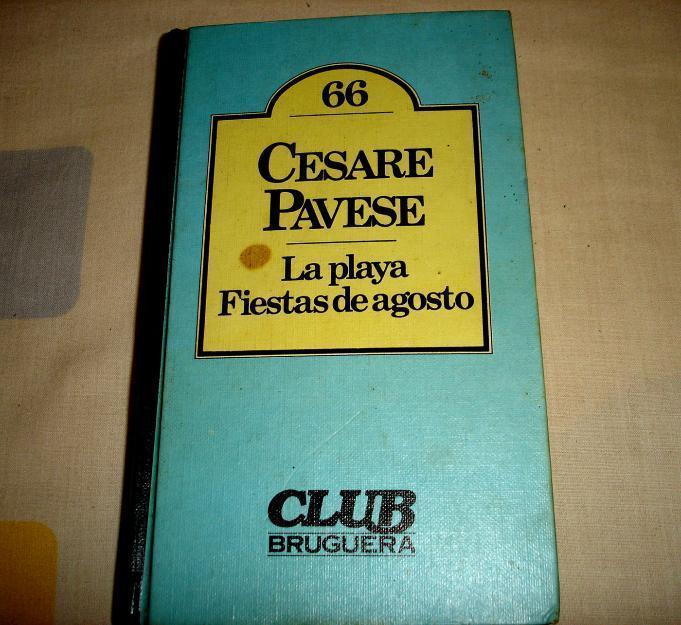 66
CESARE
PAVESE
La playa
Fiestas de agosto
CLUB
BRUGUERA